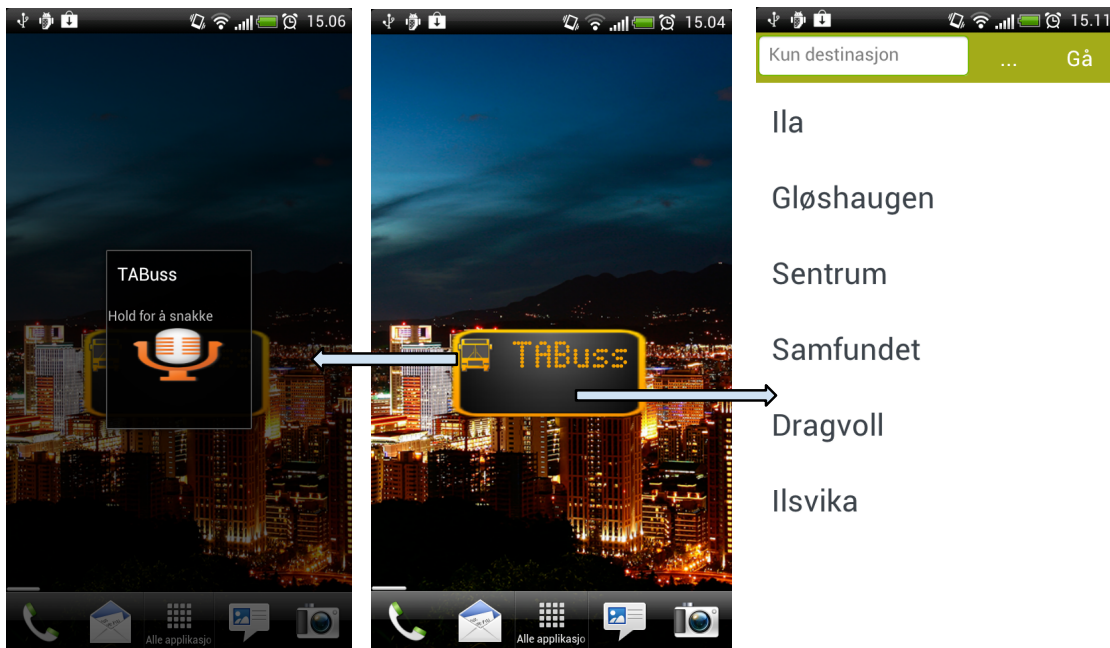 15.06
TABuss
Hold for å snakke
Alle applikasjo
15.04
TABuss
Alle applikasjo
15.11
Kun destinasjon
...
Gå
Ila
Gløshaugen
Sentrum
Samfundet
Dragvoll
Ilsvika